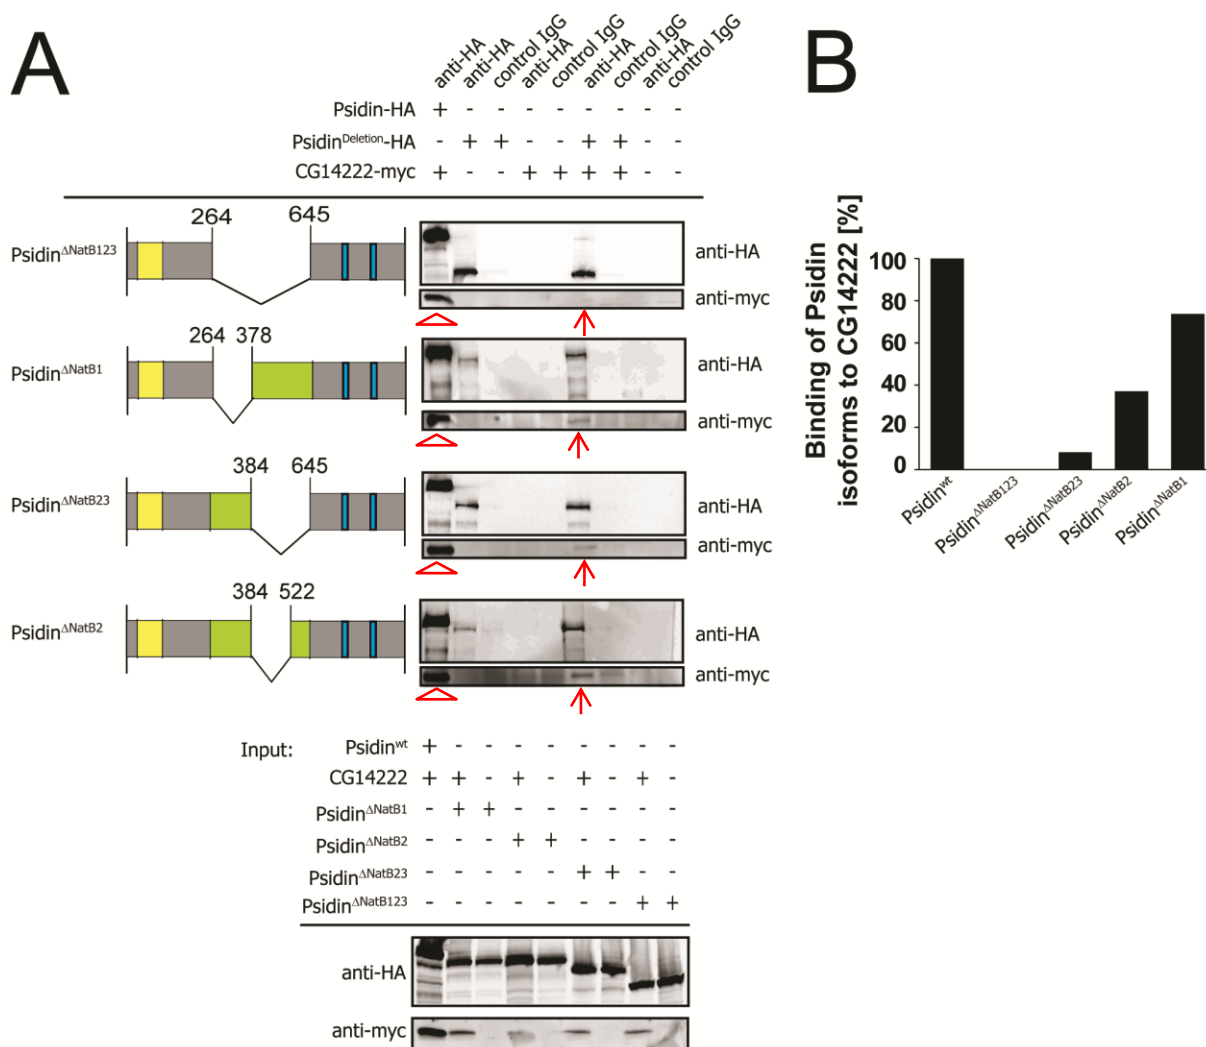 A
B
anti-HA
anti-HA
control IgG
anti-HA
control IgG
anti-HA
control IgG
anti-HA
control IgG
Psidin-HA + - - - - - - - -
PsidinDeletion-HA - + + - - + + - -
CG14222-myc + - - + + + + - -
264 645
PsidinΔNatB123
anti-HA
anti-myc
264 378
PsidinΔNatB1
anti-HA
anti-myc
384 645
PsidinΔNatB23
anti-HA
anti-myc
384 522
PsidinΔNatB2
anti-HA
anti-myc
Input: Psidinwt + - - - - - - - -
CG14222 + + - + - + - + -
PsidinΔNatB1 - + + - - - - - -
PsidinΔNatB2 - - - + + - - - -
PsidinΔNatB23 - - - - - + + - -
PsidinΔNatB123 - - - - - - - + +
anti-HA
anti-myc
Binding of Psidin
isoforms to CG14222 [%]
100
80
60
40
20
0
Psidinwt
PsidinΔNatB123
PsidinΔNatB23
PsidinΔNatB2
PsidinΔNatB1